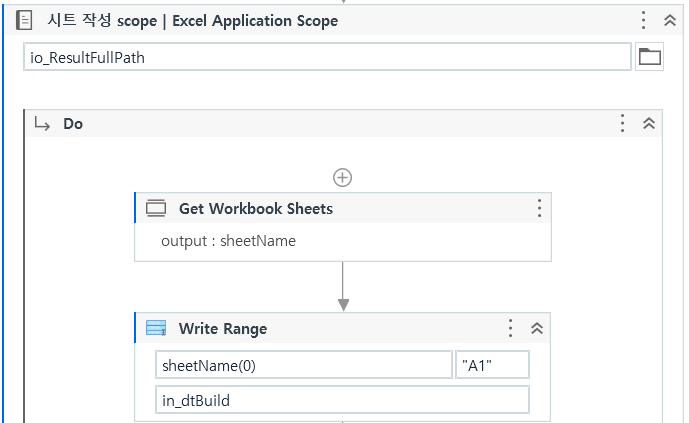 시트 작성 scope | Excel Application Scope
io_ResultFullPath
Do
Get Workbook Sheets
output : sheetName
Write Range
sheetName(0) "A1"
in_dtBuild